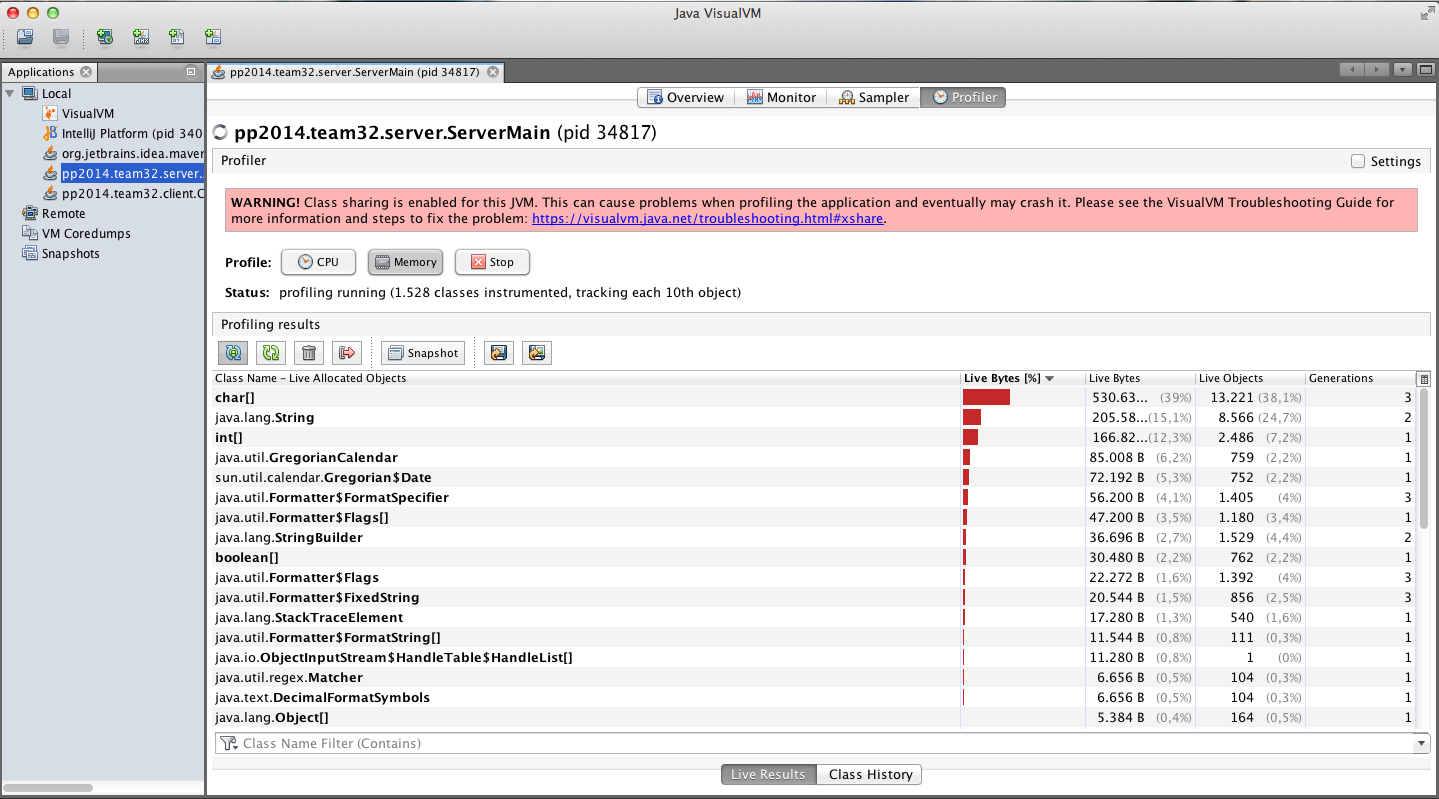 Java VisualVM
Applications
pp2014.team32.server.ServerMain (pid 34817)
Local
VisualVM
IntelliJ Platform (pid 340
org.jetbrains.idea.maver
pp2014.team32.server.
pp2014.team32.client.C
Remote
VM Coredumps
Snapshots
Overview Monitor Sampler Profiler
pp2014.team32.server.ServerMain (pid 34817)
Profiler Settings
WARNING! Class sharing is enabled for this JVM. This can cause problems when profiling the application and eventually may crash it. Please see the VisualVM Troubleshooting Guide for
more information and steps to fix the problem: https://visualvm.java.net/troubleshooting.html#xshare.
Profile: CPU Memory Stop
Status: profiling running (1.528 classes instrumented, tracking each 10th object)
Profiling results
Snapshot
Class Name – Live Allocated Objects Live Bytes [%] Live Bytes Live Objects Generations
char[] 530.63... (39%) 13.221 (38,1%) 3
java.lang.String 205.58... (15,1%) 8.566 (24,7%) 2
int[] 166.82... (12,3%) 2.486 (7,2%) 1
java.util.GregorianCalendar 85.008 B (6,2%) 759 (2,2%) 1
sun.util.calendar.Gregorian$Date 72.192 B (5,3%) 752 (2,2%) 1
java.util.Formatter$FormatSpecifier 56.200 B (4,1%) 1.405 (4%) 3
java.util.Formatter$Flags[] 47.200 B (3,5%) 1.180 (3,4%) 1
java.lang.StringBuilder 36.696 B (2,7%) 1.529 (4,4%) 2
boolean[] 30.480 B (2,2%) 762 (2,2%) 1
java.util.Formatter$Flags 22.272 B (1,6%) 1.392 (4%) 3
java.util.Formatter$FixedString 20.544 B (1,5%) 856 (2,5%) 3
java.lang.StackTraceElement 17.280 B (1,3%) 540 (1,6%) 1
java.util.Formatter$FormatString[] 11.544 B (0,8%) 111 (0,3%) 1
java.io.ObjectInputStream$HandleTable$HandleList[] 11.280 B (0,8%) 1 (0%) 1
java.util.regex.Matcher 6.656 B (0,5%) 104 (0,3%) 1
java.text.DecimalFormatSymbols 6.656 B (0,5%) 104 (0,3%) 1
java.lang.Object[] 5.384 B (0,4%) 164 (0,5%) 1
Class Name Filter (Contains)
Live Results Class History